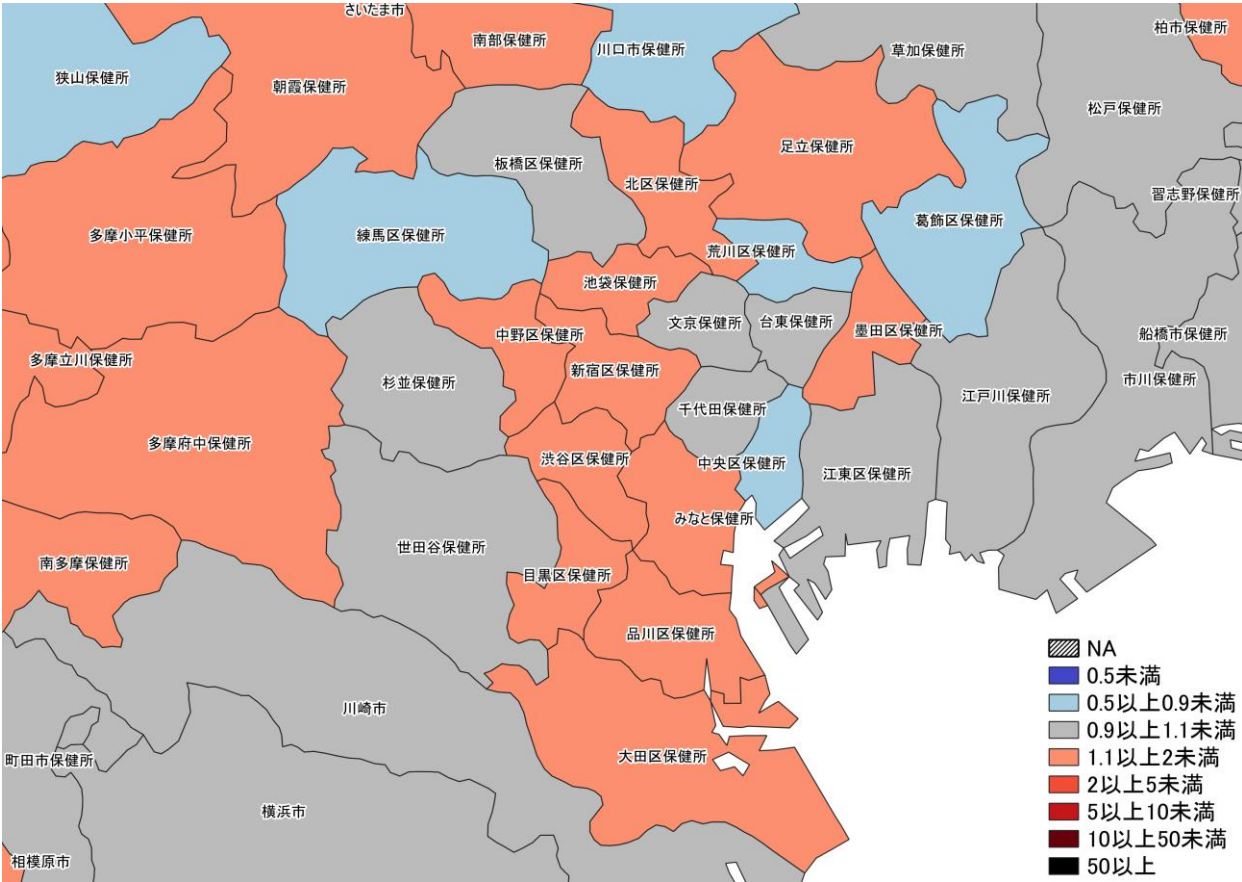 さいたま市
南部保健所
川口市保健所
草加保健所
柏市保健所
狭山保健所
朝霞保健所
松戸保健所
板橋区保健所
足立保健所
北区保健所
習志野保健所
葛飾区保健所
多摩小平保健所
練馬区保健所
荒川区保健所
池袋保健所
文京保健所
台東保健所
墨田区保健所
船橋市保健所
中野区保健所
多摩立川保健所
新宿区保健所
杉並保健所
市川保健所
江戸川保健所
千代田保健所
多摩府中保健所
渋谷区保健所
中央区保健所
江東区保健所
みなと保健所
世田谷保健所
南多摩保健所
目黒区保健所
品川区保健所
川崎市
大田区保健所
町田市保健所
横浜市
相模原市
NA
0.5未満
0.5以上0.9未満
0.9以上1.1未満
1.1以上2未満
2以上5未満
5以上10未満
10以上50未満
50以上